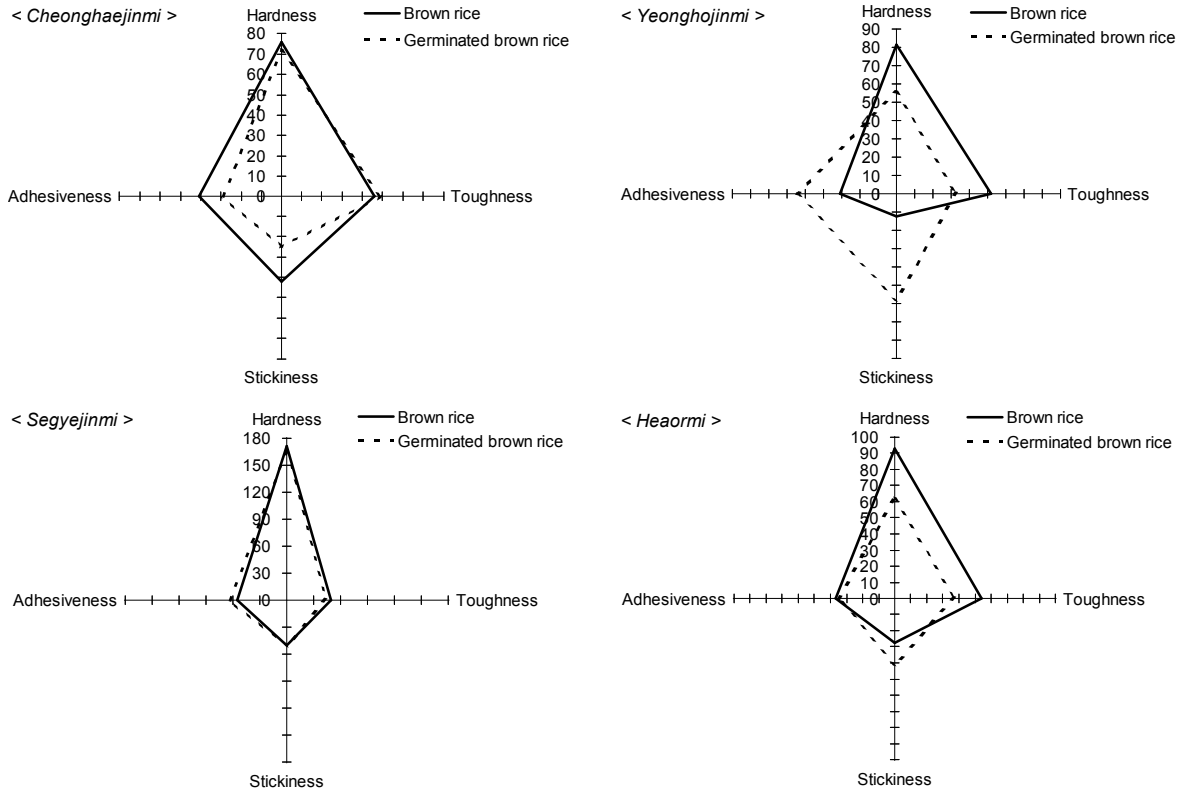 < Cheonghaejinmi >
Hardness
Brown rice
Germinated brown rice
80
70
60
50
40
30
20
10
0
Adhesiveness
Toughness
Stickiness
< Yeonghojinmi >
Hardness
Brown rice
Germinated brown rice
90
80
70
60
50
40
30
20
10
0
Adhesiveness
Toughness
Stickiness
< Segyejinmi >
Hardness
Brown rice
Germinated brown rice
180
150
120
90
60
30
0
Adhesiveness
Toughness
Stickiness
< Heaormi >
Hardness
Brown rice
Germinated brown rice
100
90
80
70
60
50
40
30
20
10
0
Adhesiveness
Toughness
Stickiness